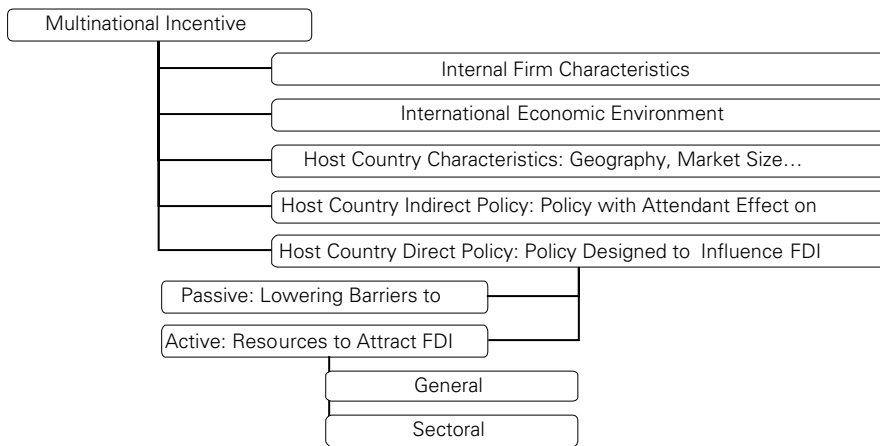 Multinational Incentive
Internal Firm Characteristics
International Economic Environment
Host Country Characteristics: Geography, Market Size…
Host Country Indirect Policy: Policy with Attendant Effect on
Host Country Direct Policy: Policy Designed to Influence FDI
Passive: Lowering Barriers to
Active: Resources to Attract FDI
General
Sectoral